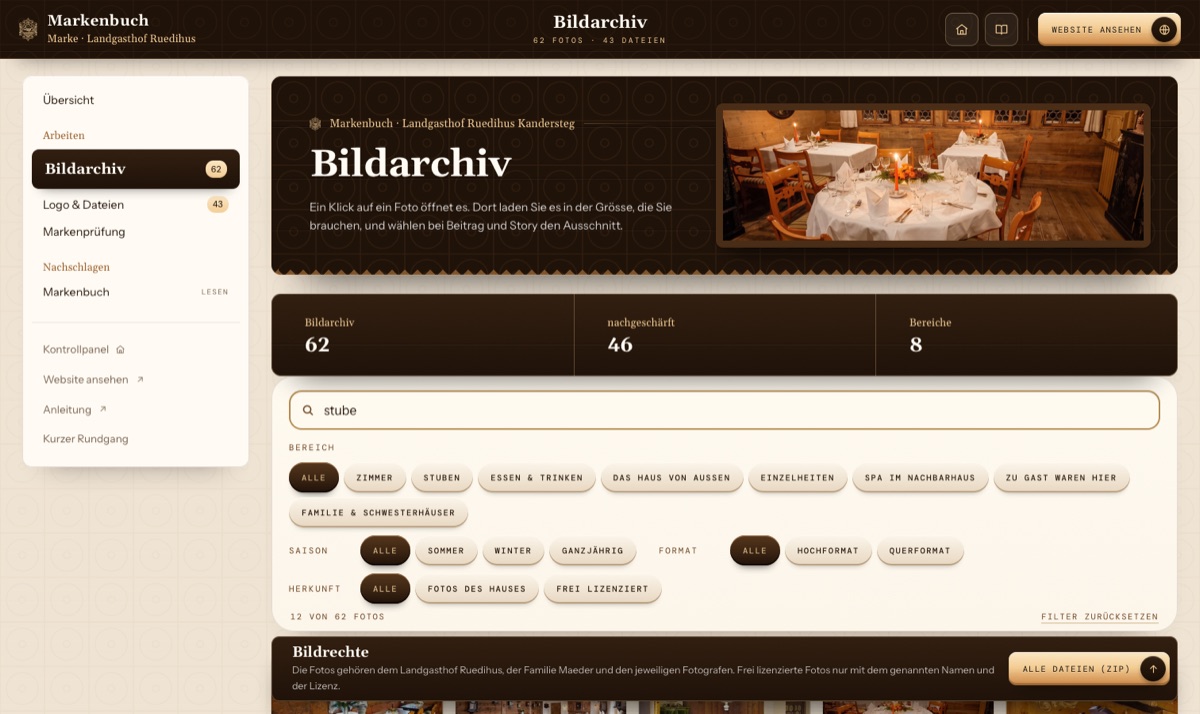 Markenbuch
Marke · Landgasthof Ruedihus
Bildarchiv
62 FOTOS · 43 DATEIEN
WEBSITE ANSEHEN
Übersicht
Arbeiten
Bildarchiv 62
Logo & Dateien 43
Markenprüfung
Nachschlagen
Markenbuch LESEN
Kontrollpanel
Website ansehen ↗
Anleitung ↗
Kurzer Rundgang
Markenbuch · Landgasthof Ruedihus Kandersteg
Bildarchiv
Ein Klick auf ein Foto öffnet es. Dort laden Sie es in der Grösse, die Sie
brauchen, und wählen bei Beitrag und Story den Ausschnitt.
Bildarchiv
62
nachgeschärft
46
Bereiche
8
stube
BEREICH
ALLE ZIMMER STUBEN ESSEN & TRINKEN DAS HAUS VON AUSSEN EINZELHEITEN SPA IM NACHBARHAUS ZU GAST WAREN HIER
FAMILIE & SCHWESTERHÄUSER
SAISON ALLE SOMMER WINTER GANZJÄHRIG FORMAT ALLE HOCHFORMAT QUERFORMAT
HERKUNFT ALLE FOTOS DES HAUSES FREI LIZENZIERT
12 VON 62 FOTOS FILTER ZURÜCKSETZEN
Bildrechte
Die Fotos gehören dem Landgasthof Ruedihus, der Familie Maeder und den jeweiligen Fotografen. Frei lizenzierte Fotos nur mit dem genannten Namen und
der Lizenz.
ALLE DATEIEN (ZIP) ↑